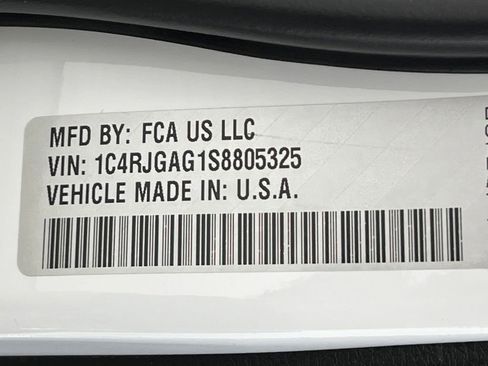 MFD BY: FCA US LLC
VIN: 1C4RJGAG1S8805325
VEHICLE MADE IN: U.S.A.